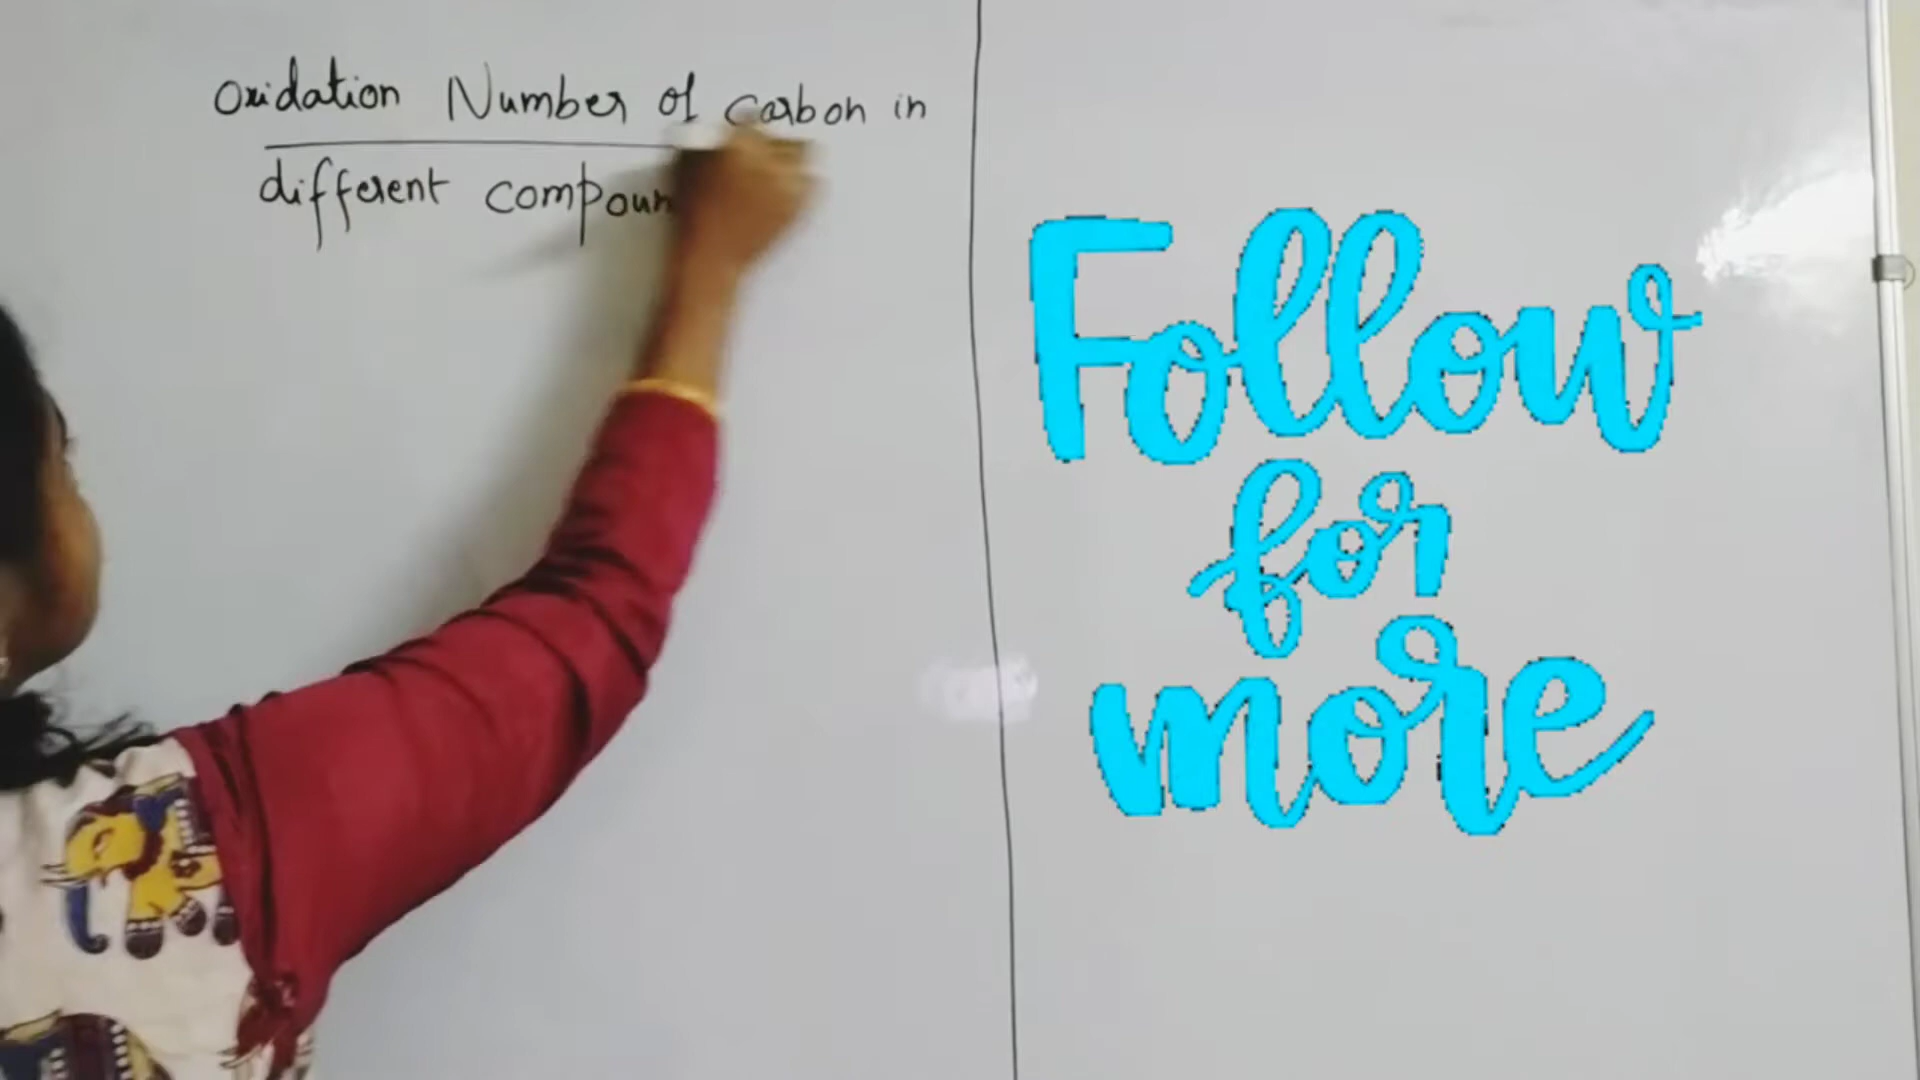 Oxidation Number of carbon in
different compoun
Follow
for
more